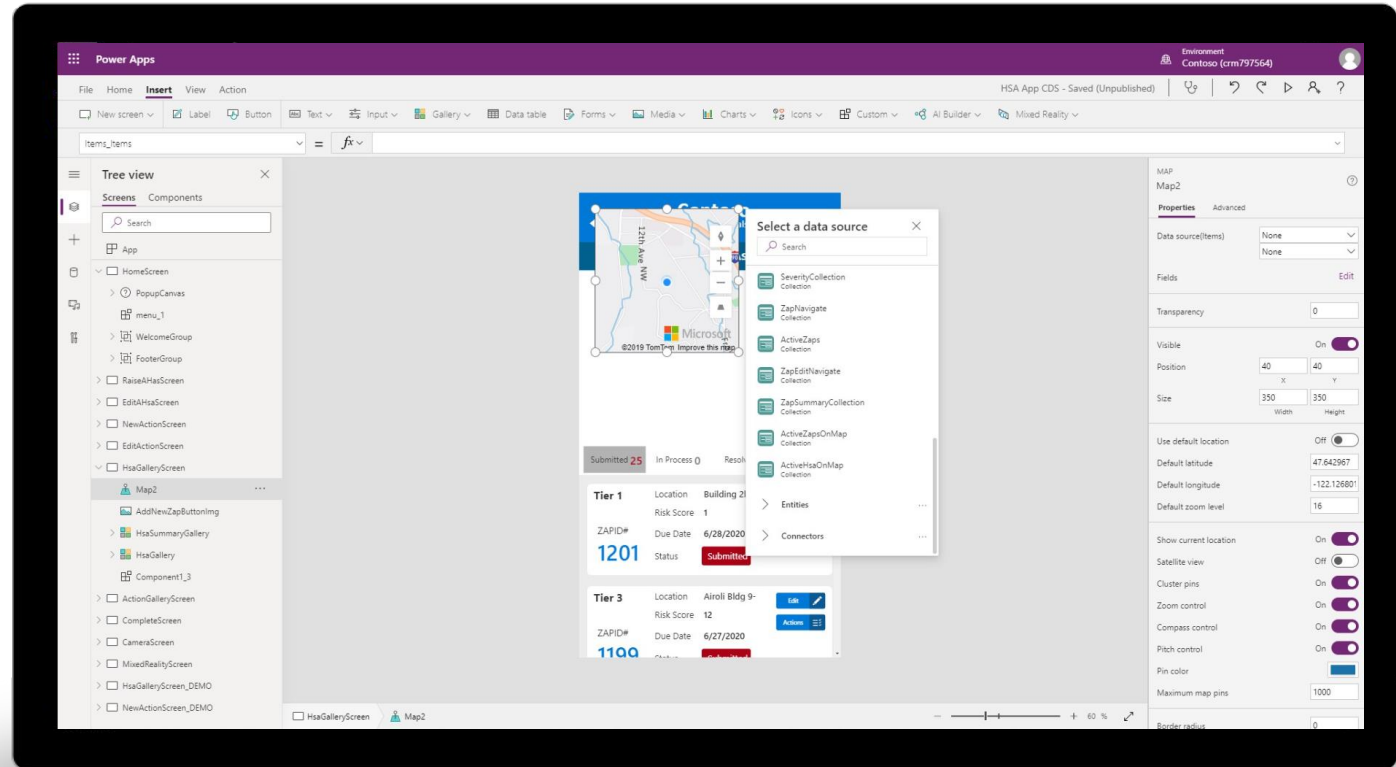 Power Apps
Environment
Contoso (crm797564)
File Home Insert View Action
HSA App CDS - Saved (Unpublished)
New screen Label Button Text Input Gallery Data table Forms Media Charts Icons Custom AI Builder Mixed Reality
Items_Items = fx
Tree view
Screens Components
Search
App
HomeScreen
PopupCanvas
menu_1
WelcomeGroup
FooterGroup
RaiseAHasScreen
EditAHsaScreen
NewActionScreen
EditActionScreen
HsaGalleryScreen
Map2
AddNewZapButtonImg
HsaSummaryGallery
HsaGallery
Component1_3
ActionGalleryScreen
CompleteScreen
CameraScreen
MixedRealityScreen
HsaGalleryScreen_DEMO
NewActionScreen_DEMO
12th Ave NW
Microsoft
©2019 TomTom Improve this map
Submitted 25 In Process 0
Tier 1
Location
Risk Score 1
ZAPID#
Due Date 6/28/2020
1201
Status Submitted
Tier 3
Location Airoli Bldg 9-
Edit
Risk Score 12
Actions
ZAPID#
Due Date 6/27/2020
1199
Select a data source
Search
SeverityCollection
Collection
ZapNavigate
Collection
ActiveZaps
Collection
ZapEditNavigate
Collection
ZapSummaryCollection
Collection
ActiveZapsOnMap
Collection
ActiveHsaOnMap
Collection
Entities
Connectors
MAP
Map2
Properties Advanced
Data source(Items) None
None
Fields Edit
Transparency 0
Visible On
Position 40 40
X Y
Size 350 350
Width Height
Use default location Off
Default latitude 47.642967
Default longitude -122.126801
Default zoom level 16
Show current location On
Satellite view Off
Cluster pins On
Zoom control On
Compass control On
Pitch control On
Pin color
Maximum map pins 1000
Border radius 0
HsaGalleryScreen Map2
60 %